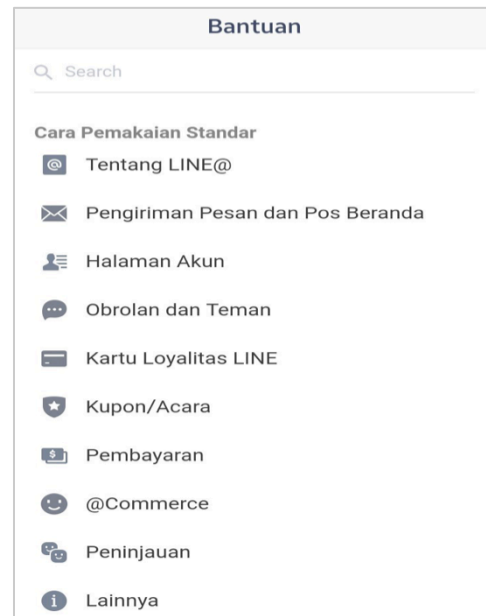 Bantuan
Search
Cara Pemakaian Standar
Tentang LINE@
Pengiriman Pesan dan Pos Beranda
Halaman Akun
Obrolan dan Teman
Kartu Loyalitas LINE
Kupon/Acara
Pembayaran
@Commerce
Peninjauan
Lainnya